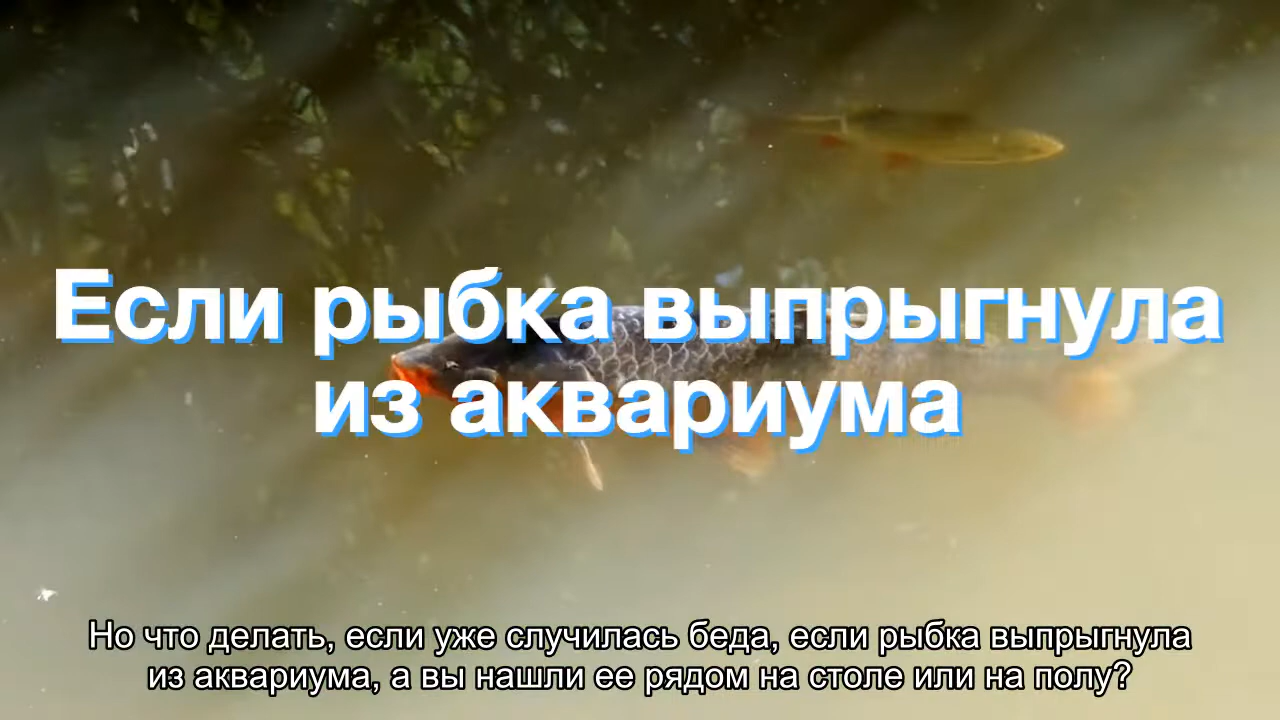 Если рыбка выпрыгнула
из аквариума
Но что делать, если уже случилась беда, если рыбка выпрыгнула
из аквариума, а вы нашли ее рядом на столе или на полу?